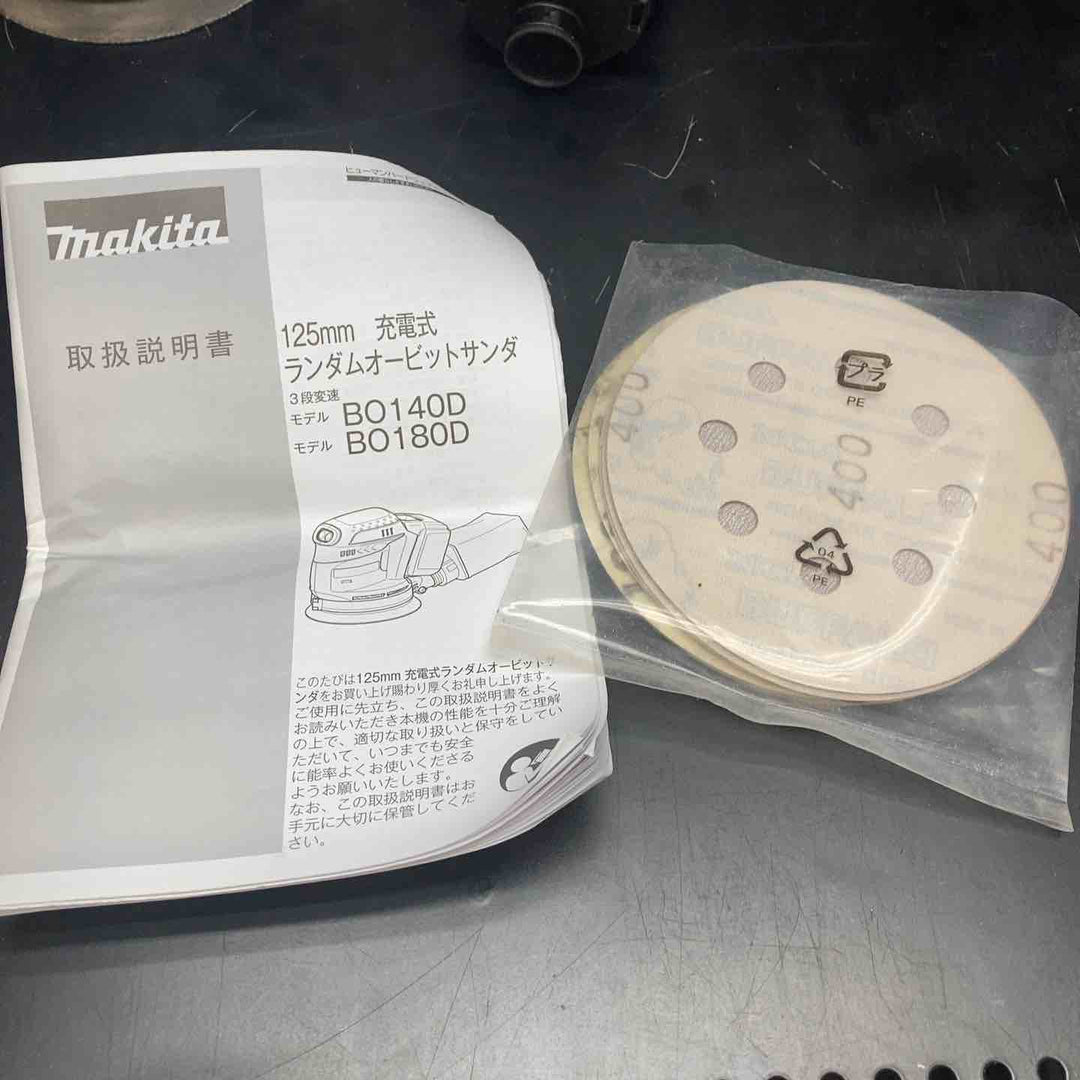 ヒューマンハート
makita
取扱説明書
125mm 充電式
ランダムオービットサンダ
3段変速
モデル BO140D
モデル BO180D
このたびは125mm 充電式ランダムオービットサ
ンダをお買い上げ賜わり厚くお礼申し上げます。
ご使用に先立ち、この取扱説明書をよく
お読みいただき本機の性能を十分ご理解
の上で、適切な取り扱いと保守をしてい
ただいて、いつまでも安全
に能率よくお使いくださる
ようお願いいたします。
なお、この取扱説明書はお
手元に大切に保管してくだ
さい。
プラ
PE
400
400
400
04
PE